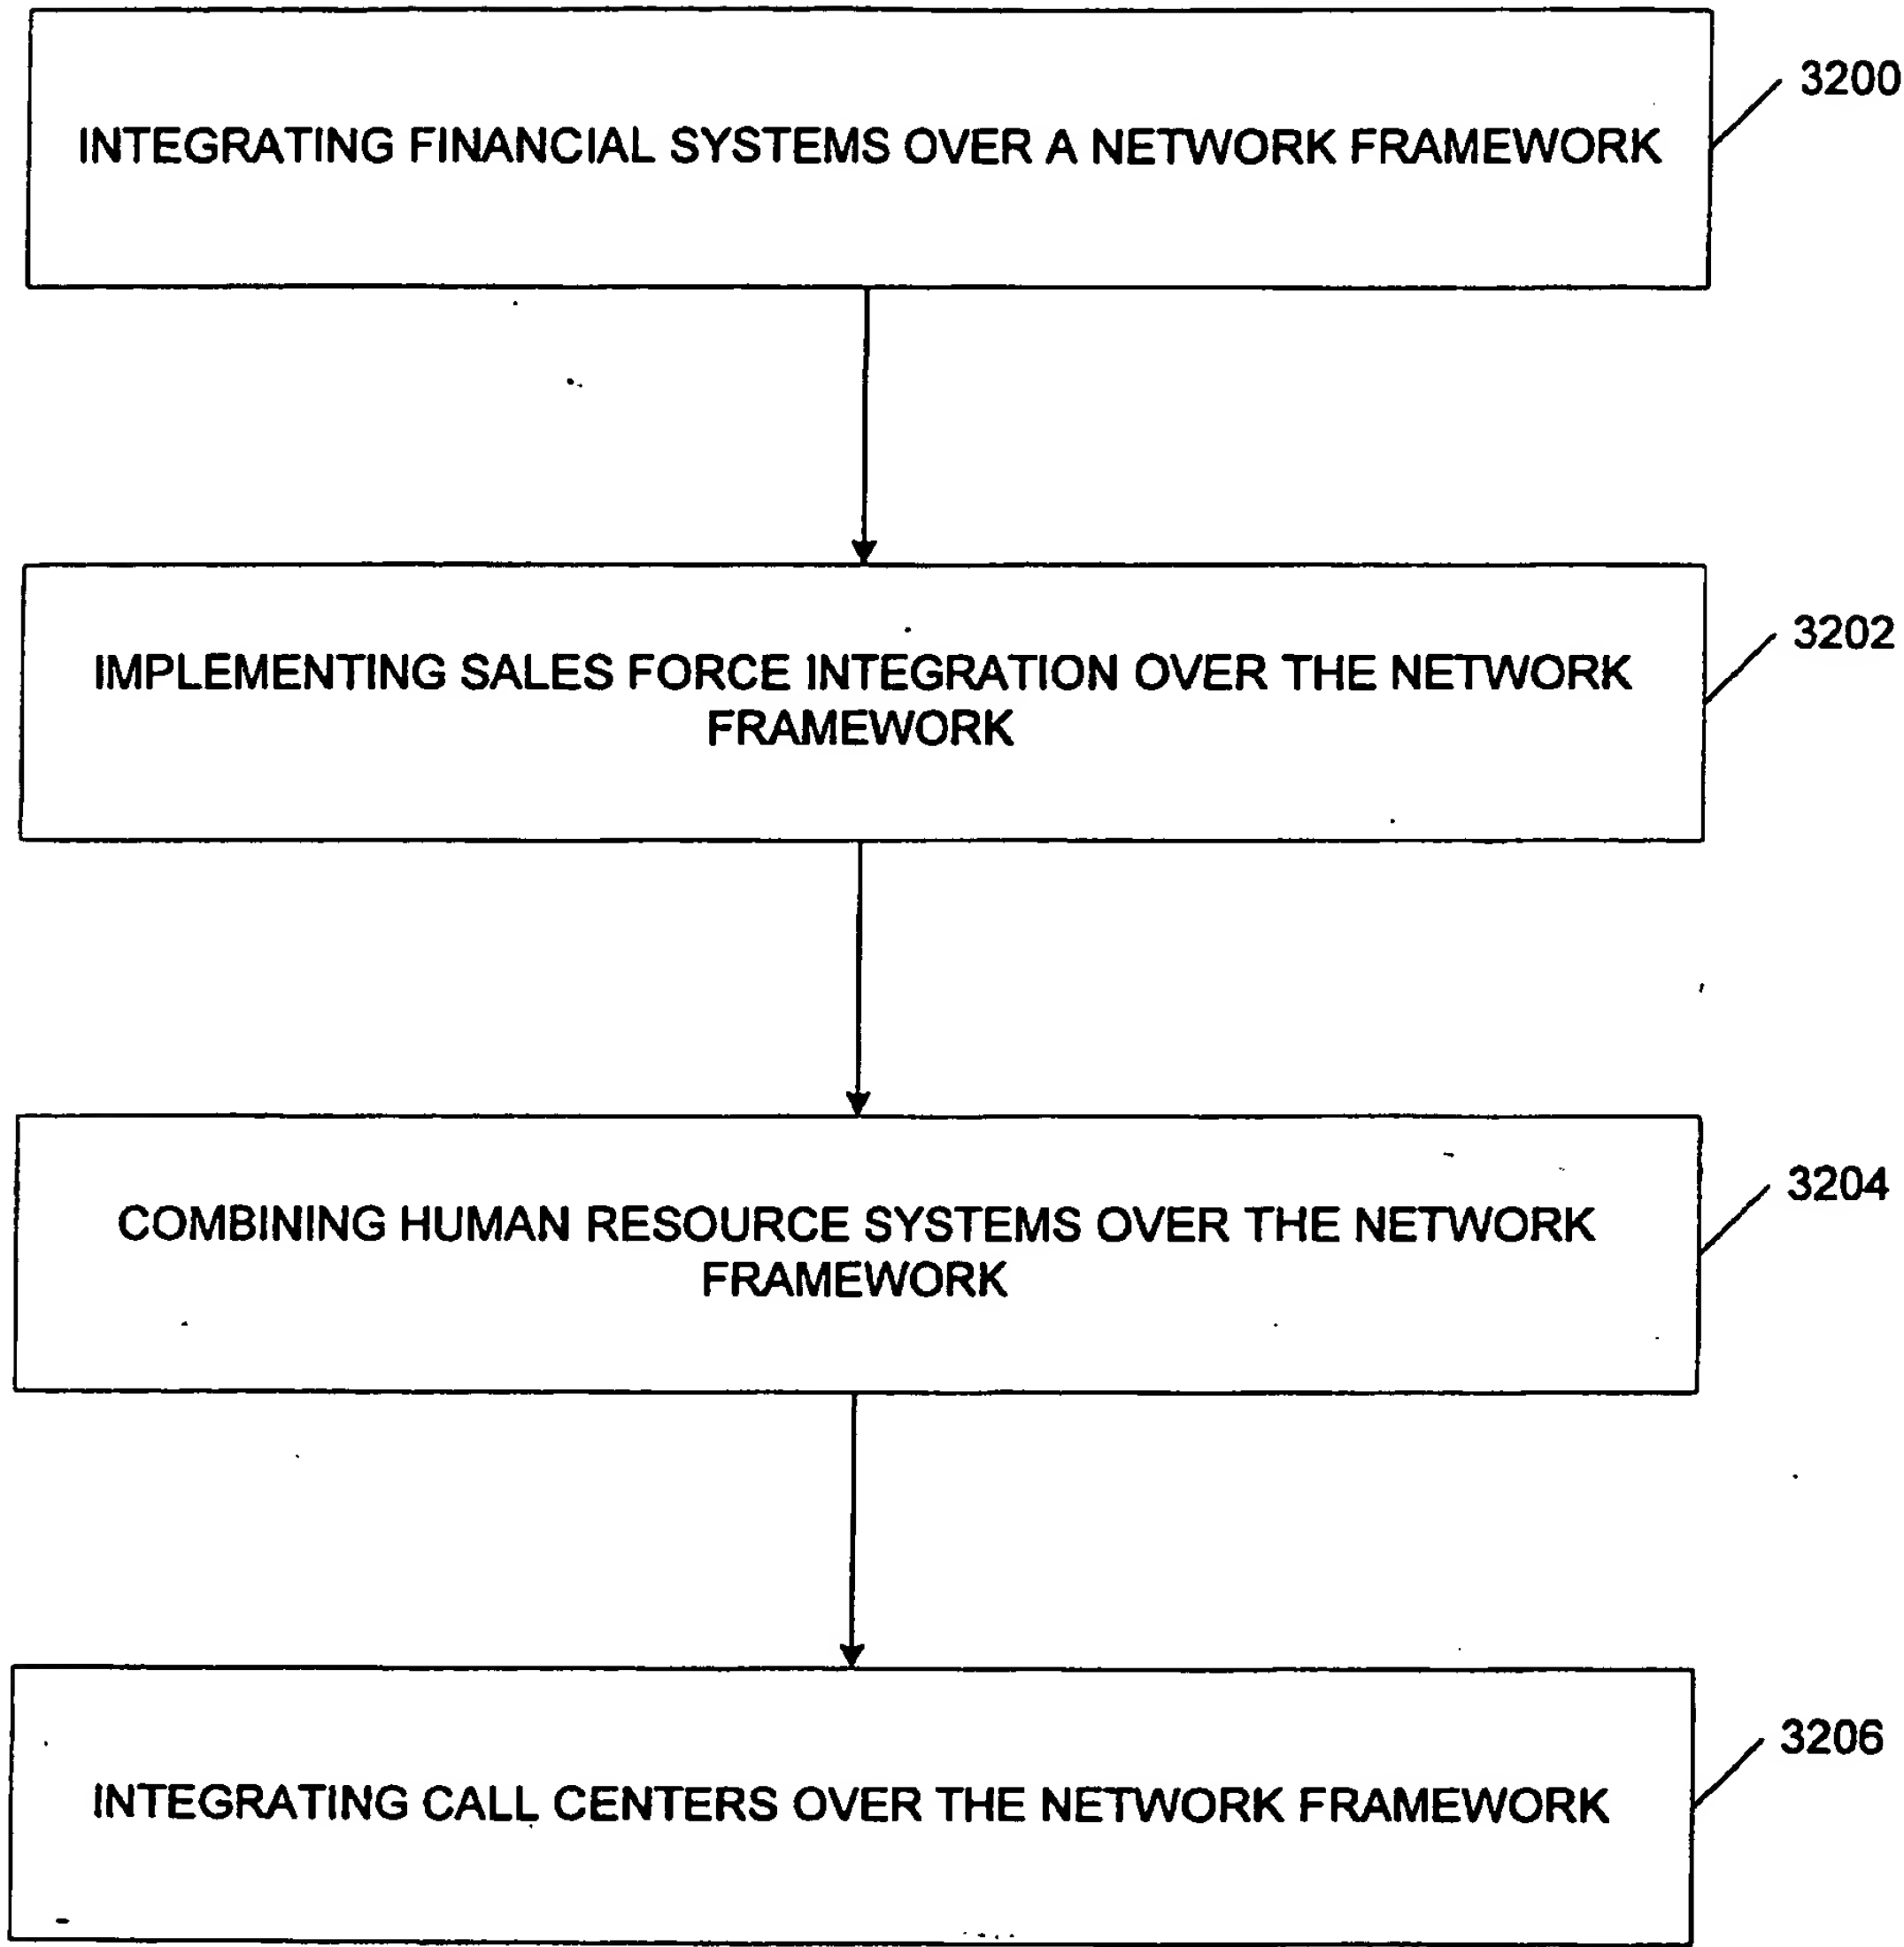 INTEGRATING FINANCIAL SYSTEMS OVER A NETWORK FRAMEWORK
3200
IMPLEMENTING SALES FORCE INTEGRATION OVER THE NETWORK
FRAMEWORK
3202
COMBINING HUMAN RESOURCE SYSTEMS OVER THE NETWORK
FRAMEWORK
3204
INTEGRATING CALL CENTERS OVER THE NETWORK FRAMEWORK
3206